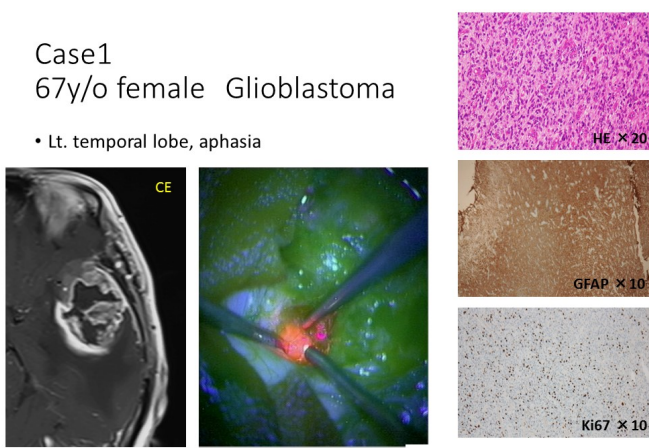 Case1
67y/o female Glioblastoma
• Lt. temporal lobe, aphasia
CE
HE ×20
GFAP ×10
Ki67 ×10